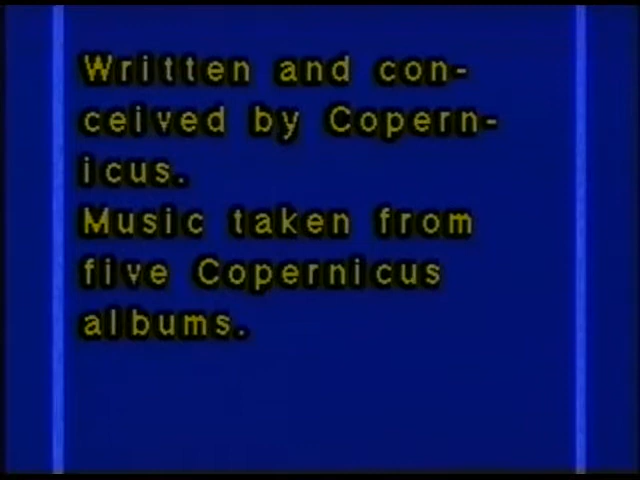 Written and con-
ceived by Copern-
icus.
Music taken from
five Copernicus
albums.